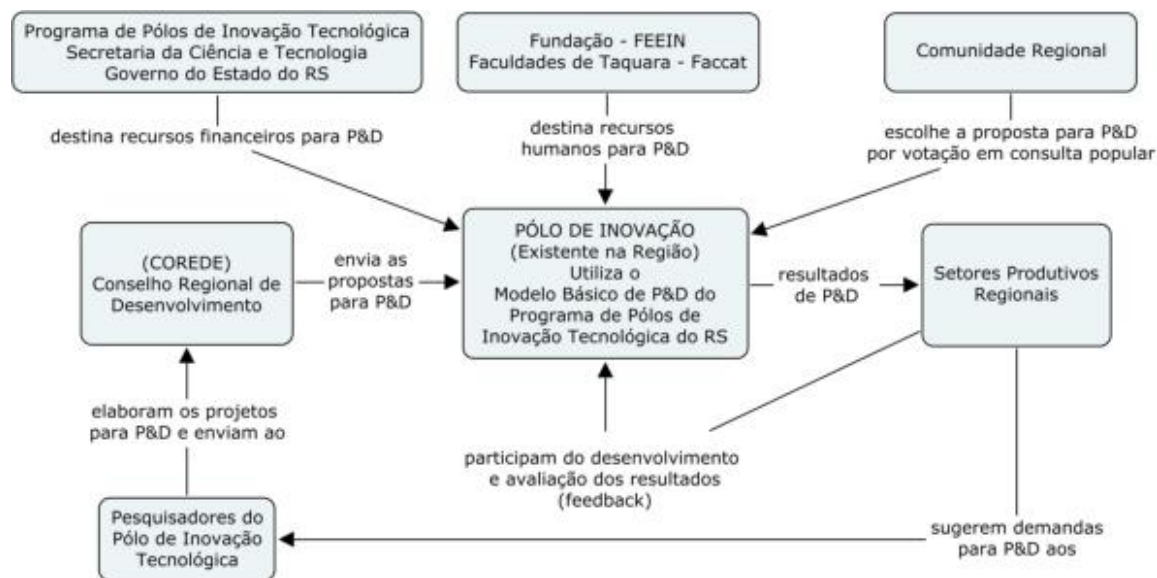 Programa de Pólos de Inovação Tecnológica
Secretaria da Ciência e Tecnologia
Governo do Estado do RS
Fundação - FEEIN
Faculdades de Taquara - Faccat
Comunidade Regional
destina recursos financeiros para P&D
destina recursos
humanos para P&D
escolhe a proposta para P&D
por votação em consulta popular
(COREDE)
Conselho Regional de
Desenvolvimento
envia as
propostas
para P&D
PÓLO DE INOVAÇÃO
(Existente na Região)
Utiliza o
Modelo Básico de P&D do
Programa de Pólos de
Inovação Tecnológica do RS
resultados
de P&D
Setores Produtivos
Regionais
elaboram os projetos
para P&D e enviam ao
participam do desenvolvimento
e avaliação dos resultados
(feedback)
Pesquisadores do
Pólo de Inovação
Tecnológica
sugerem demandas
para P&D aos